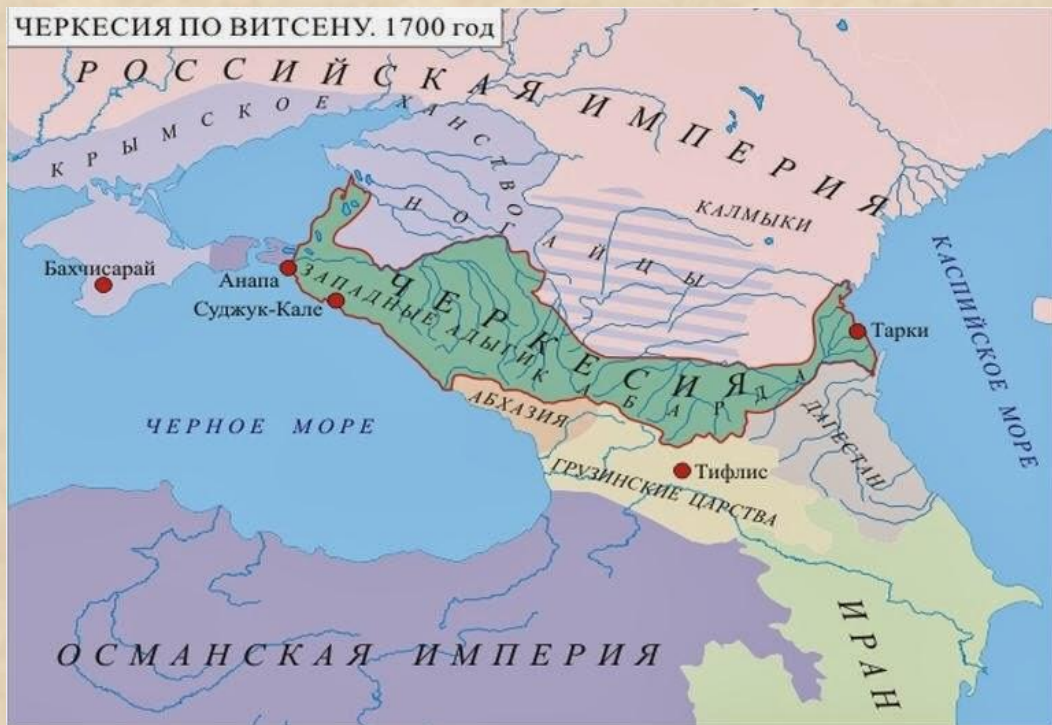 ЧЕРКЕСИЯ ПО ВИТСЕНУ. 1700 год
РОССИЙСКАЯ ИМПЕРИЯ
КРЫМСКОЕ ХАНСДВО
НОГАЙЦЫ
КАЛМЫКИ
КАСПИЙСКОЕ МОРЕ
Бахчисарай
Анапа
Суджук-Кале
ЧЕРКЕСИЯ
ЗАПАДНЫЕ АДЫГИ
КАБАРДА
Тарки
АБХАЗИЯ
ДАГЕСТАН
ЧЕРНОЕ МОРЕ
Тифлис
ГРУЗИНСКИЕ ЦАРСТВА
ИРАН
ОСМАНСКАЯ ИМПЕРИЯ